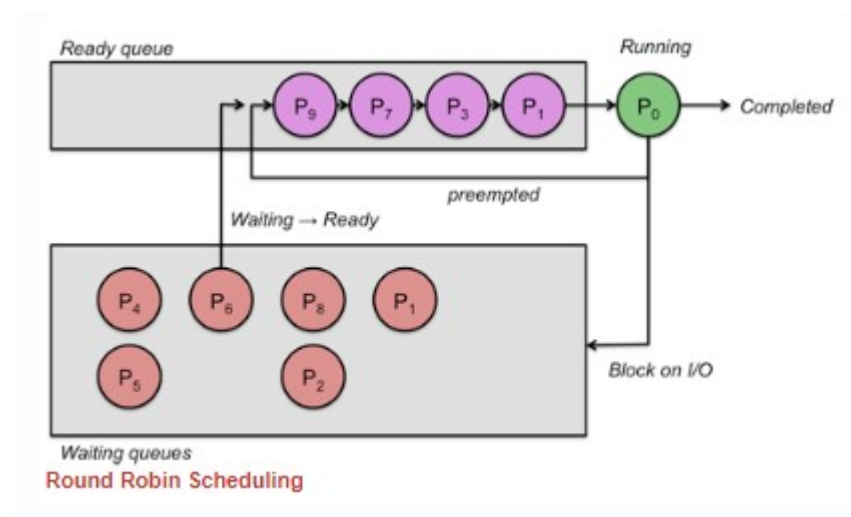 Ready queue
Running
P9 P7 P3 P1 P0 Completed
preempted
Waiting → Ready
P4 P6 P8 P1
P5 P2
Block on I/O
Waiting queues
Round Robin Scheduling